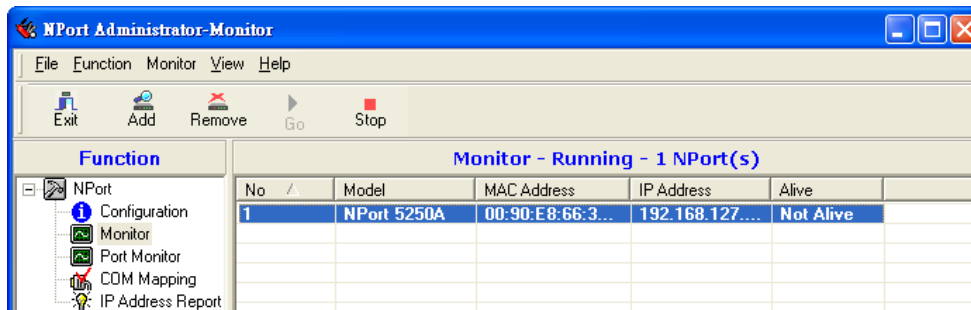 NPort Administrator-Monitor
File Function Monitor View Help
Exit Add Remove Go Stop
Function
Monitor - Running - 1 NPort(s)
NPort
Configuration
Monitor
Port Monitor
COM Mapping
IP Address Report
No Model MAC Address IP Address Alive
1 NPort 5250A 00:90:E8:66:3... 192.168.127.... Not Alive